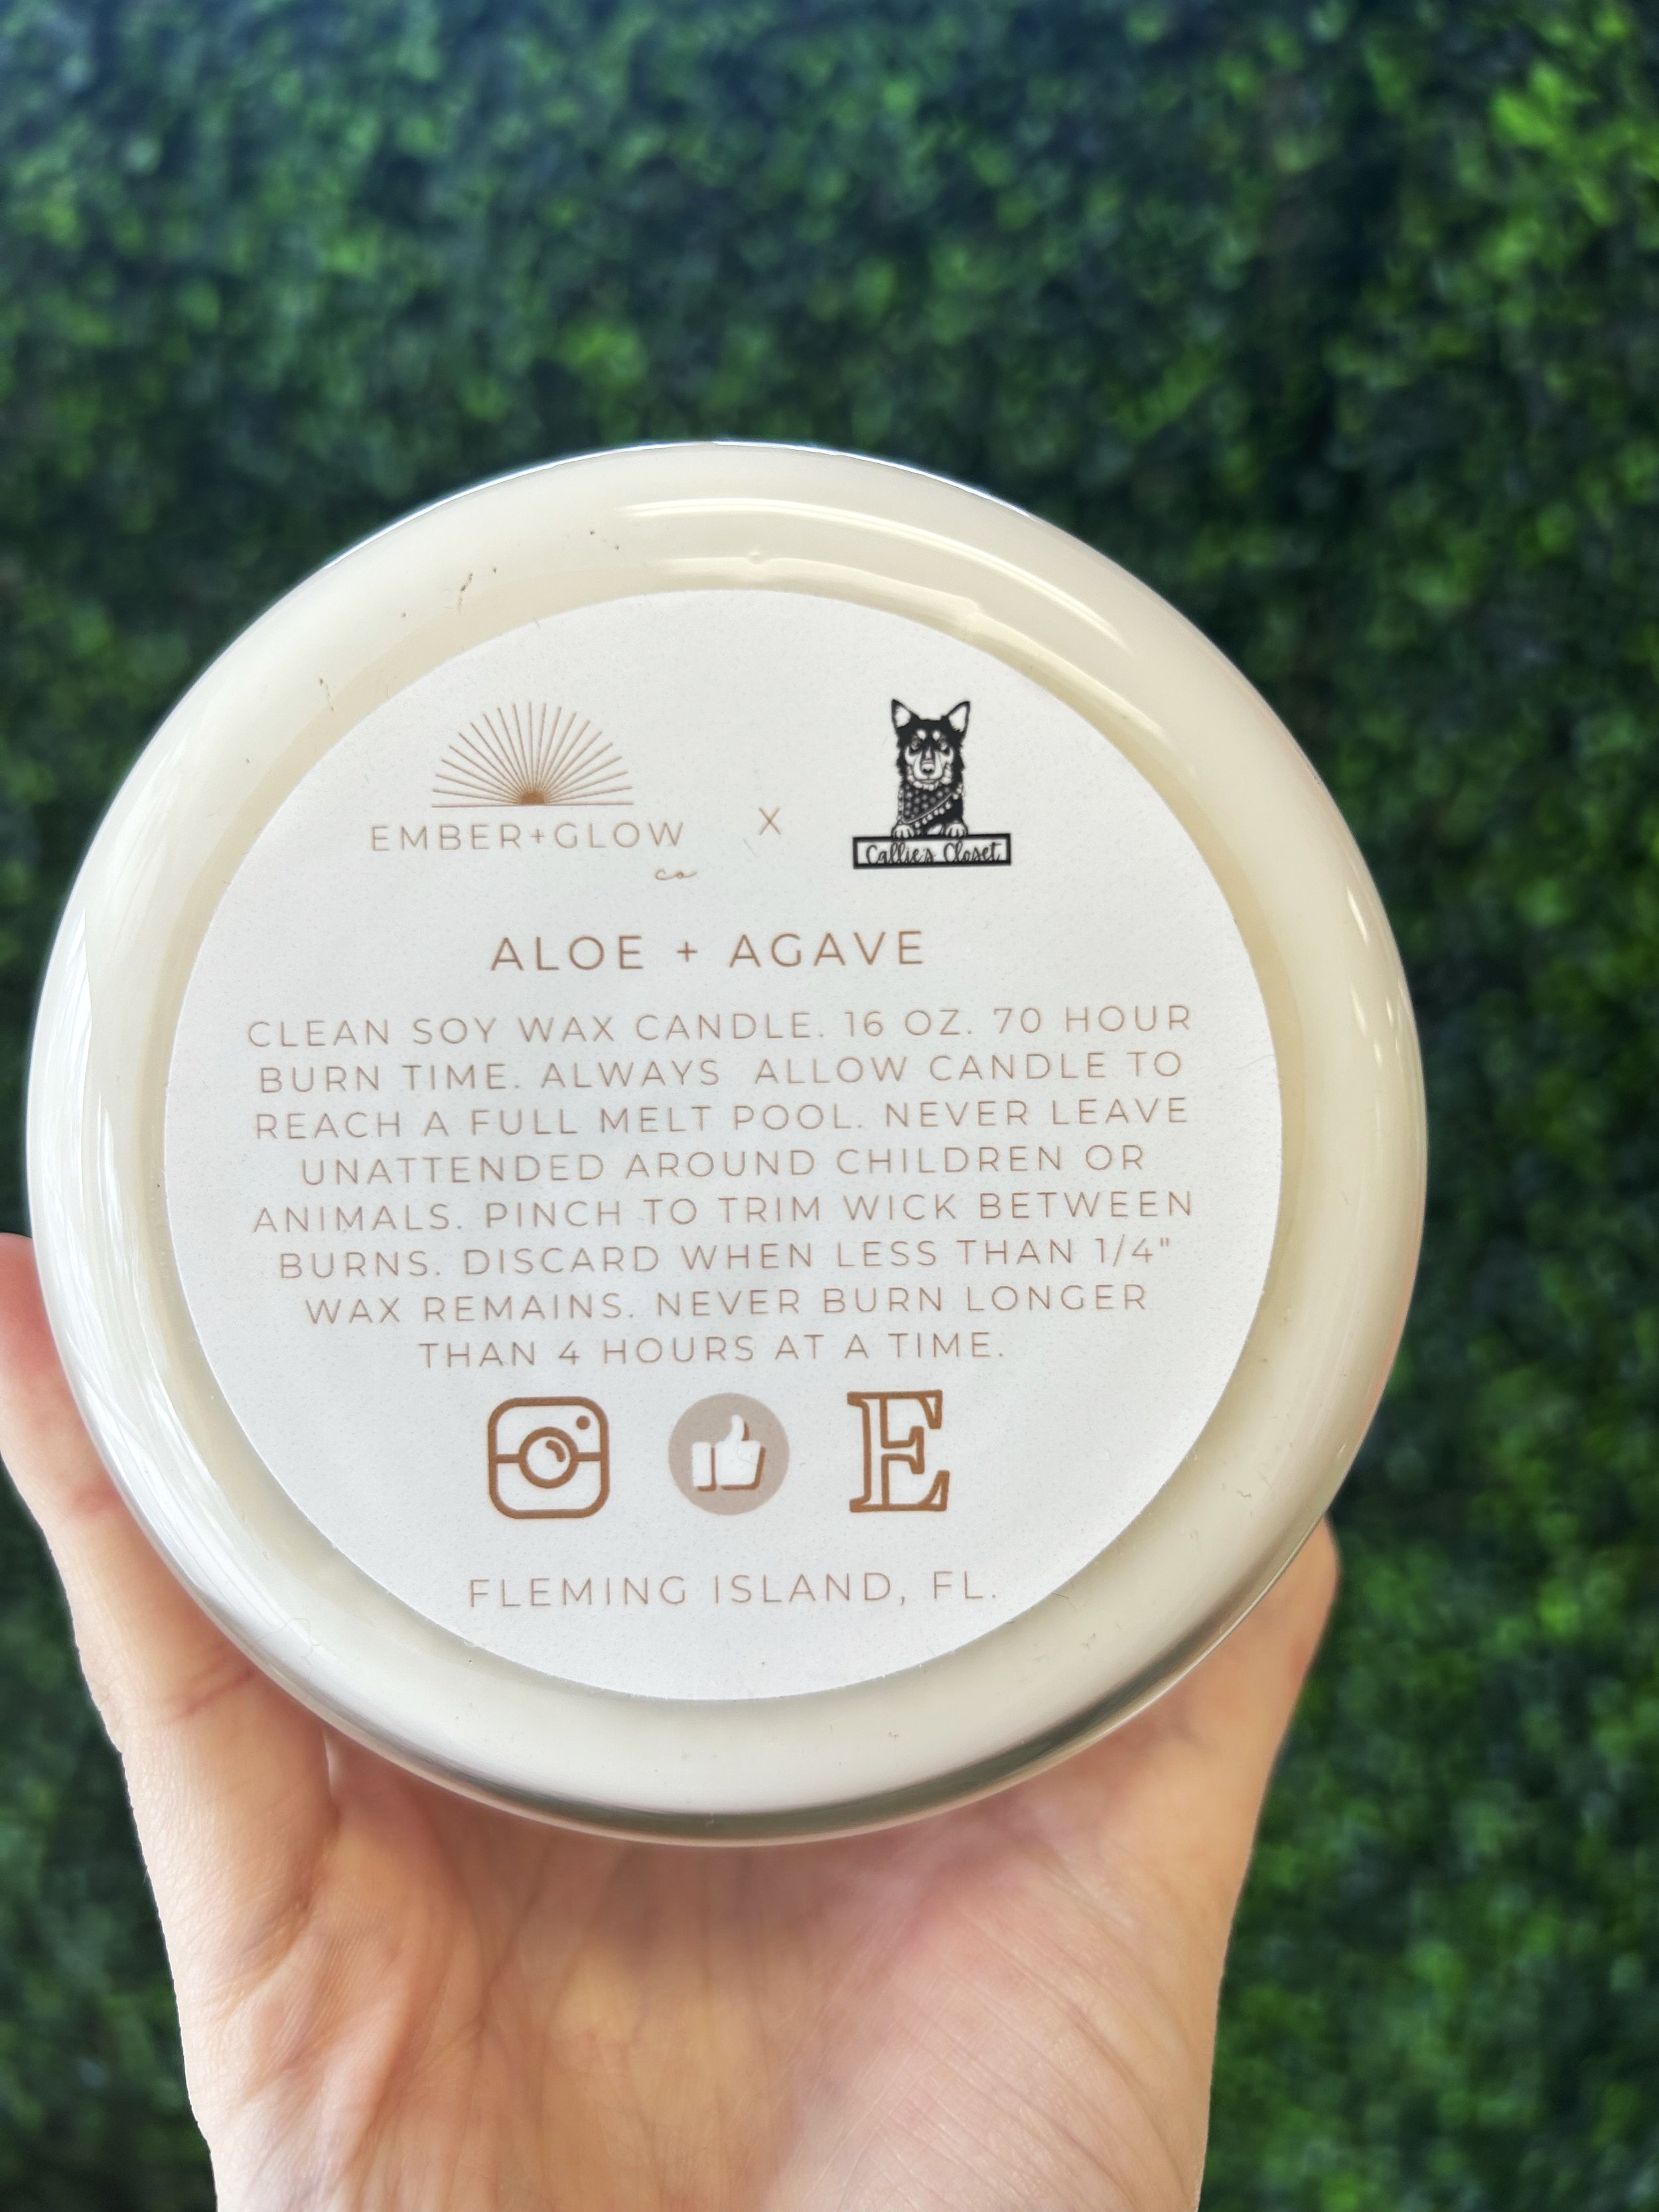 EMBER+GLOW
co
X
Callie's Closet
ALOE + AGAVE
CLEAN SOY WAX CANDLE. 16 OZ. 70 HOUR
BURN TIME. ALWAYS ALLOW CANDLE TO
REACH A FULL MELT POOL. NEVER LEAVE
UNATTENDED AROUND CHILDREN OR
ANIMALS. PINCH TO TRIM WICK BETWEEN
BURNS. DISCARD WHEN LESS THAN 1/4"
WAX REMAINS. NEVER BURN LONGER
THAN 4 HOURS AT A TIME.
E
FLEMING ISLAND, FL.